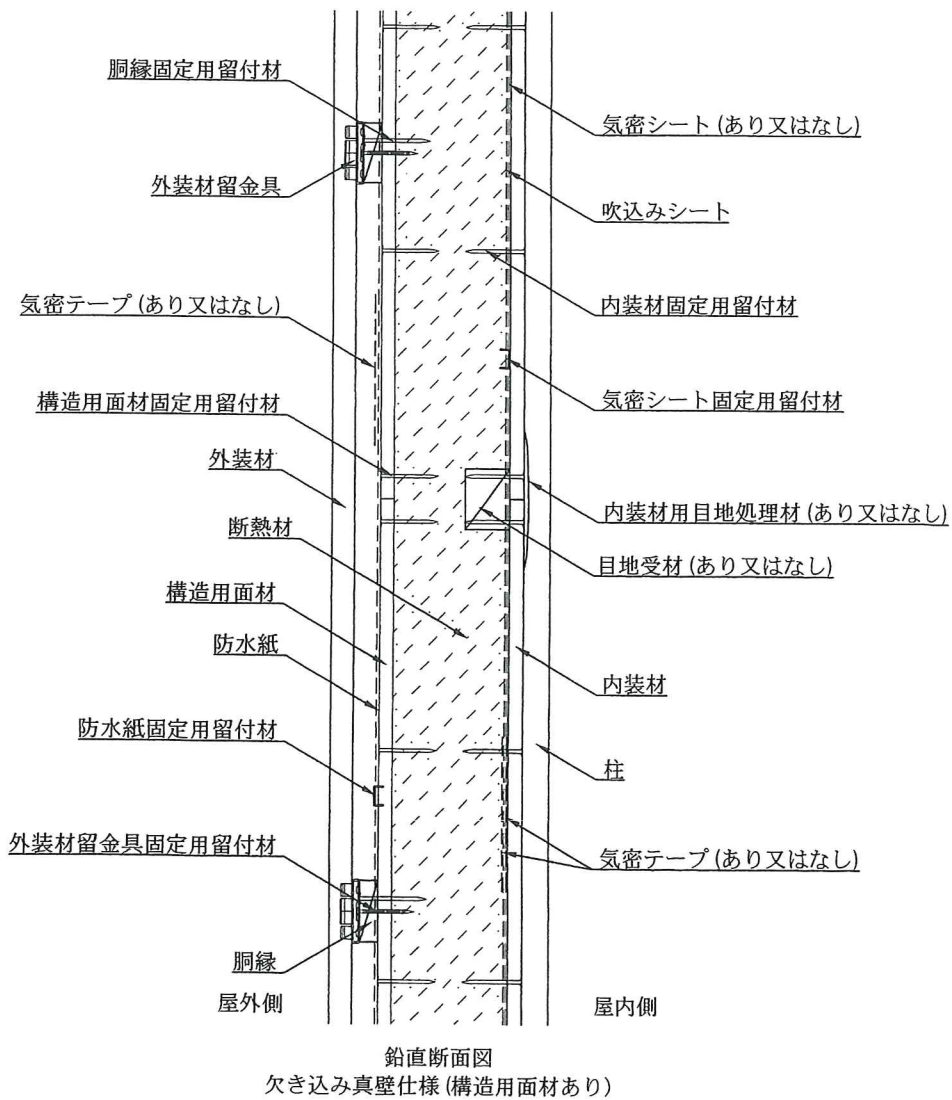 胴縁固定用留付材
外装材留金具
気密テープ (あり又はなし)
構造用面材固定用留付材
外装材
断熱材
構造用面材
防水紙
防水紙固定用留付材
外装材留金具固定用留付材
胴縁
屋外側
気密シート (あり又はなし)
吹込みシート
内装材固定用留付材
気密シート固定用留付材
内装材用目地処理材 (あり又はなし)
目地受材 (あり又はなし)
内装材
柱
気密テープ (あり又はなし)
屋内側
鉛直断面図
欠き込み真壁仕様 (構造用面材あり)